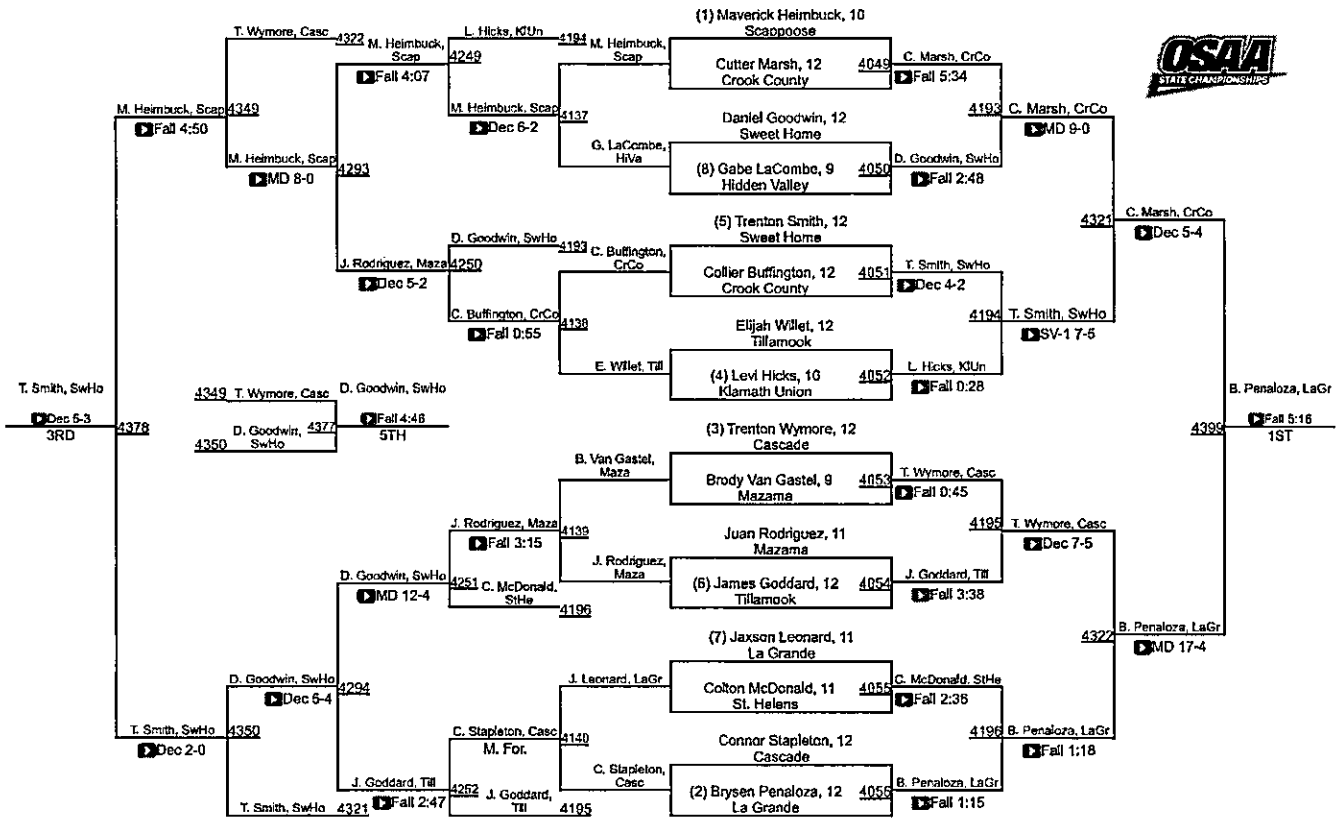 OSAA
STATE CHAMPIONSHIPS
(1) Maverick Heimbuck, 10
Scappoose
Cutter Marsh, 12
Crook County
4049
Daniel Goodwin, 12
Sweet Home
(8) Gabe LaCombe, 9
Hidden Valley
4050
(5) Trenton Smith, 12
Sweet Home
Collier Buffington, 12
Crook County
4051
Elijah Willet, 12
Tillamook
(4) Levi Hicks, 10
Klamath Union
4052
(3) Trenton Wymore, 12
Cascade
Brody Van Gastel, 9
Mazama
4053
Juan Rodriguez, 11
Mazama
(6) James Goddard, 12
Tillamook
4054
(7) Jaxson Leonard, 11
La Grande
Colton McDonald, 11
St. Helens
4055
Connor Stapleton, 12
Cascade
(2) Brysen Penaloza, 12
La Grande
4056
C. Marsh, CrCo
Fall 5:34
D. Goodwin, SwHo
Fall 2:48
4193
T. Smith, SwHo
Dec 4-2
L. Hicks, KlUn
Fall 0:28
4194
T. Wymore, Casc
Fall 0:45
J. Goddard, Till
Fall 3:38
4195
C. McDonald, StHe
Fall 2:36
B. Penaloza, LaGr
Fall 1:15
4196
C. Marsh, CrCo
MD 9-0
T. Smith, SwHo
SV-1 7-5
4321
T. Wymore, Casc
Dec 7-5
B. Penaloza, LaGr
Fall 1:18
4322
C. Marsh, CrCo
Dec 5-4
B. Penaloza, LaGr
MD 17-4
4399
B. Penaloza, LaGr
Fall 5:16
1ST
M. Heimbuck,
Scap
G. LaCombe,
HiVa
4137
C. Buffington,
CrCo
E. Willet, Till
4138
B. Van Gastel,
Maza
J. Rodriguez,
Maza
4139
J. Leonard, LaGr
C. Stapleton,
Casc
4140
L. Hicks, KlUn
4194
M. Heimbuck, Scap
Dec 6-2
4249
D. Goodwin, SwHo
4193
C. Buffington, CrCo
Fall 0:55
4250
J. Rodriguez, Maza
Fall 3:15
C. McDonald,
StHe
4196
4251
C. Stapleton, Casc
M. For.
J. Goddard,
Till
4195
4252
M. Heimbuck,
Scap
Fall 4:07
J. Rodriguez, Maza
Dec 5-2
4293
D. Goodwin, SwHo
MD 12-4
J. Goddard, Till
Fall 2:47
4294
T. Wymore, Casc
4322
M. Heimbuck, Scap
MD 8-0
4349
D. Goodwin, SwHo
T. Smith, SwHo
4321
4350
M. Heimbuck, Scap
Fall 4:50
T. Smith, SwHo
Dec 2-0
4378
T. Smith, SwHo
3RD
4349
T. Wymore, Casc
4350
D. Goodwin,
SwHo
4377
D. Goodwin, SwHo
Fall 4:46
5TH